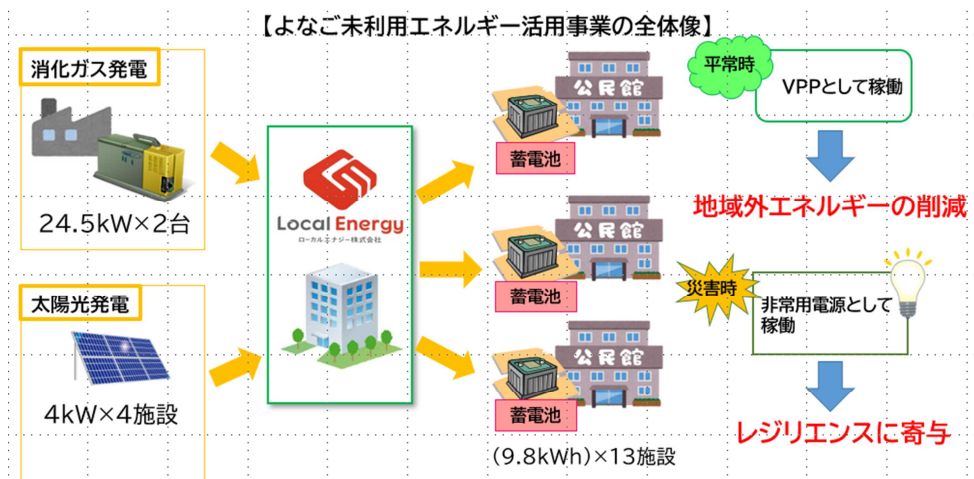 【よなご未利用エネルギー活用事業の全体像】
消化ガス発電
24.5kW×2台
太陽光発電
4kW×4施設
Local Energy
ローカルエナジー株式会社
公民館
蓄電池
公民館
蓄電池
公民館
蓄電池
(9.8kWh)×13施設
平常時
VPPとして稼働
地域外エネルギーの削減
災害時
非常用電源として
稼働
レジリエンスに寄与